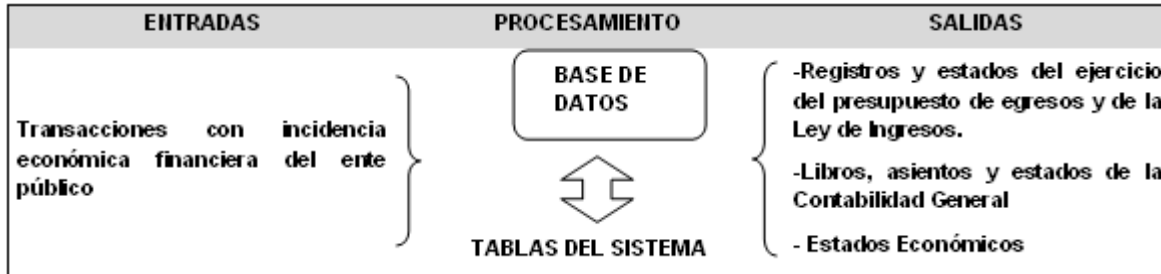 ENTRADAS
PROCESAMIENTO
SALIDAS
Transacciones con incidencia
económica financiera del ente
público
BASE DE
DATOS
TABLAS DEL SISTEMA
-Registros y estados del ejercicio
del presupuesto de egresos y de la
Ley de Ingresos.
-Libros, asientos y estados de la
Contabilidad General
- Estados Económicos